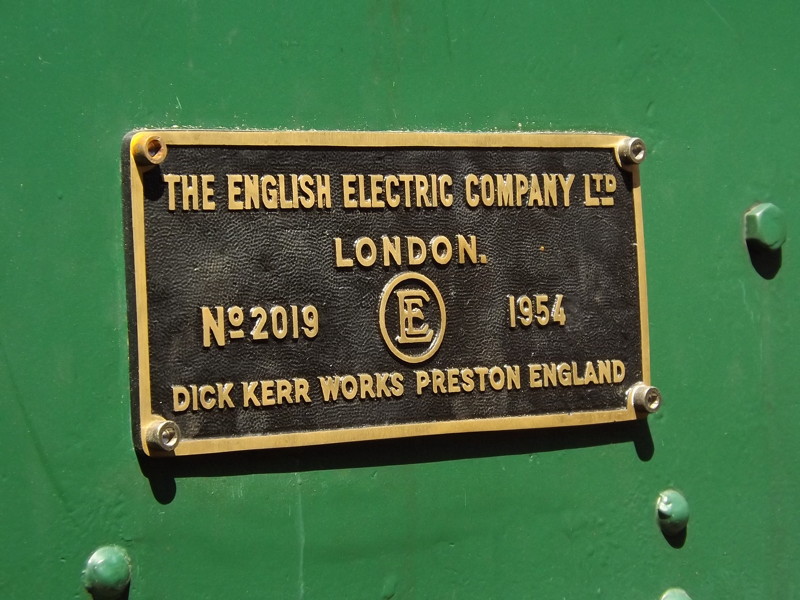 THE ENGLISH ELECTRIC COMPANY LTD
LONDON.
No 2019 EE 1954
DICK KERR WORKS PRESTON ENGLAND